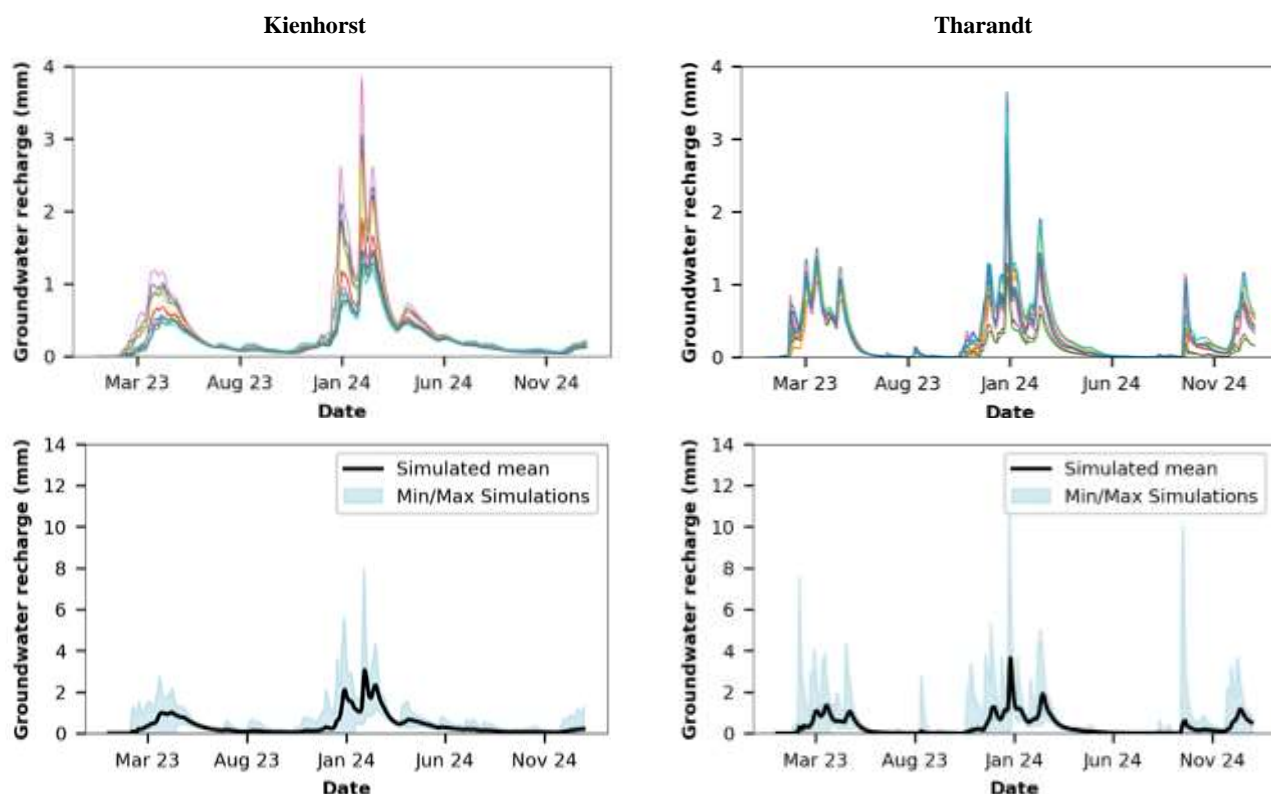 Kienhorst
Groundwater recharge (mm)
4
3
2
1
0
Mar 23 Aug 23 Jan 24 Jun 24 Nov 24
Date
Tharandt
Groundwater recharge (mm)
4
3
2
1
0
Mar 23 Aug 23 Jan 24 Jun 24 Nov 24
Date
Groundwater recharge (mm)
14
12
10
8
6
4
2
0
Simulated mean
Min/Max Simulations
Mar 23 Aug 23 Jan 24 Jun 24 Nov 24
Date
Groundwater recharge (mm)
14
12
10
8
6
4
2
0
Simulated mean
Min/Max Simulations
Mar 23 Aug 23 Jan 24 Jun 24 Nov 24
Date